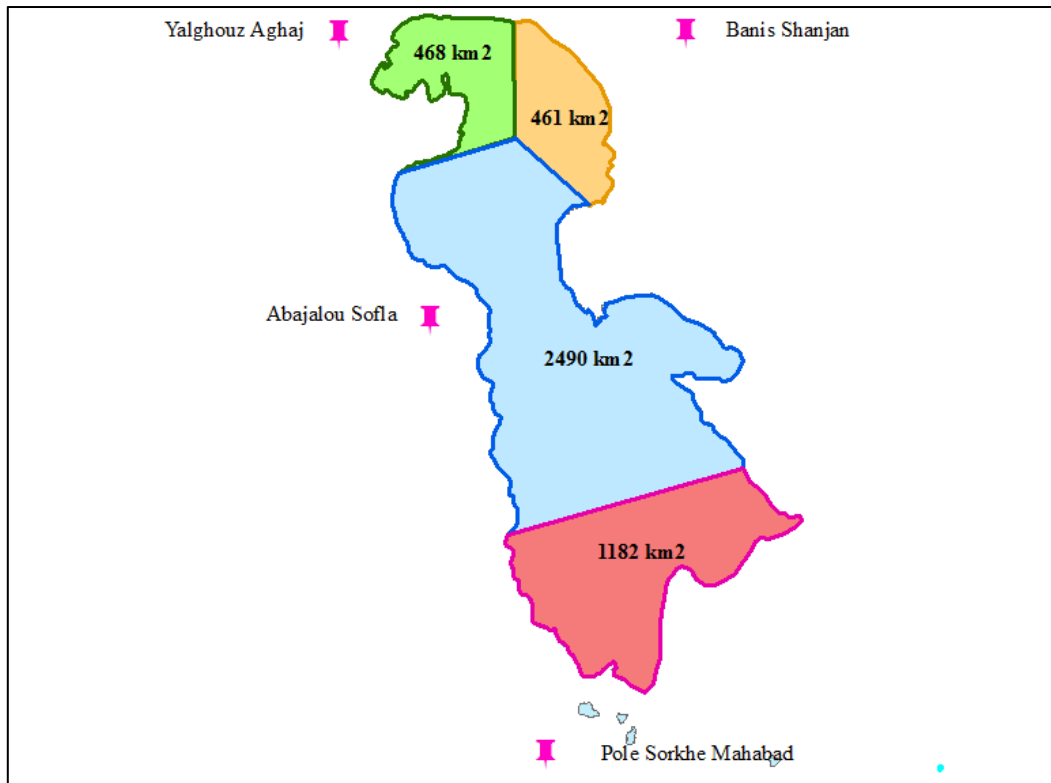 Yalghouz Aghaj
Banis Shanjan
468 km2
461 km2
Abajalou Sofla
2490 km2
1182 km2
Pole Sorkhe Mahabad